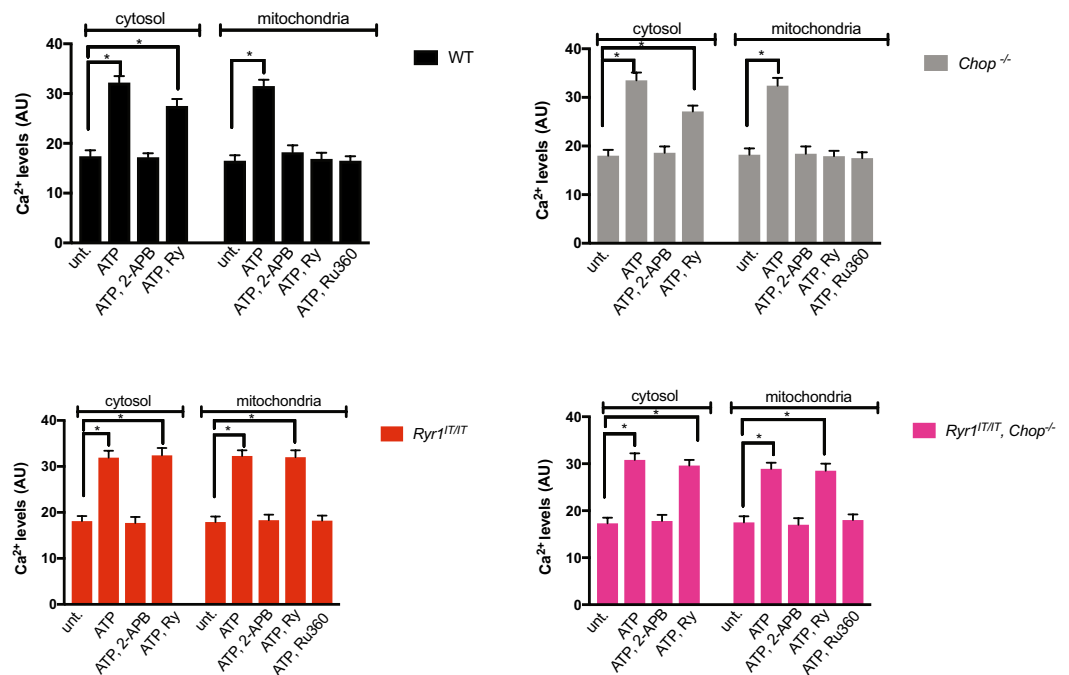 cytosol
mitochondria
* * *
WT
Ca2+ levels (AU)
40
30
20
10
0
unt.
ATP
ATP, 2-APB
ATP, Ry
unt.
ATP
ATP, 2-APB
ATP, Ry
ATP, Ru360
cytosol
mitochondria
* * *
Chop -/-
Ca2+ levels (AU)
40
30
20
10
0
unt.
ATP
ATP, 2-APB
ATP, Ry
unt.
ATP
ATP, 2-APB
ATP, Ry
ATP, Ru360
cytosol
mitochondria
* * * *
Ryr1IT/IT
Ca2+ levels (AU)
40
30
20
10
0
unt.
ATP
ATP, 2-APB
ATP, Ry
unt.
ATP
ATP, 2-APB
ATP, Ry
ATP, Ru360
cytosol
mitochondria
* * * *
Ryr1IT/IT, Chop-/-
Ca2+ levels (AU)
40
30
20
10
0
unt.
ATP
ATP, 2-APB
ATP, Ry
unt.
ATP
ATP, 2-APB
ATP, Ry
ATP, Ru360